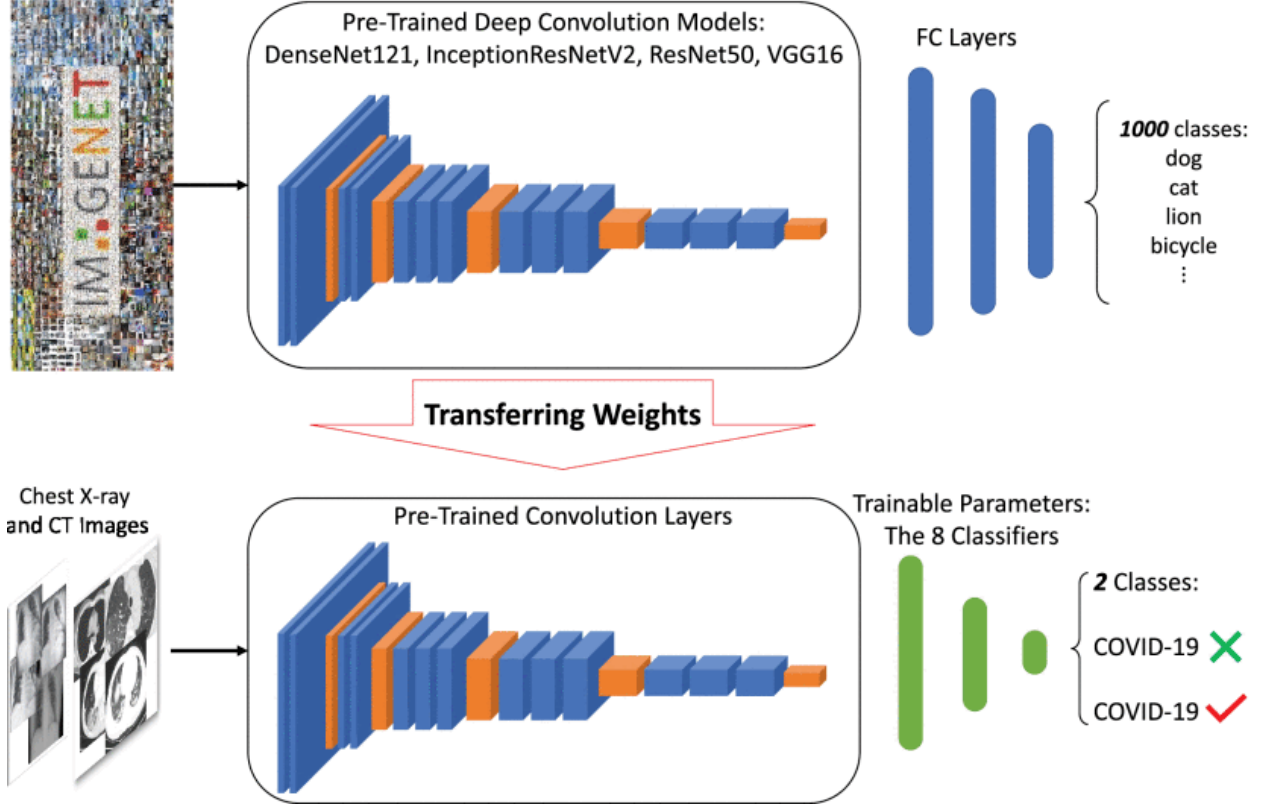 Pre-Trained Deep Convolution Models:
DenseNet121, InceptionResNetV2, ResNet50, VGG16
FC Layers
IM.GENET
1000 classes:
dog
cat
lion
bicycle
⋮
Transferring Weights
Chest X-ray
and CT Images
Pre-Trained Convolution Layers
Trainable Parameters:
The 8 Classifiers
2 Classes:
COVID-19
COVID-19